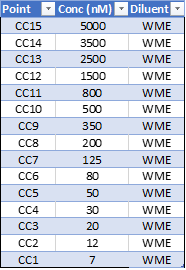 Point Conc (nM) Diluent
CC15 5000 WME
CC14 3500 WME
CC13 2500 WME
CC12 1500 WME
CC11 800 WME
CC10 500 WME
CC9 350 WME
CC8 200 WME
CC7 125 WME
CC6 80 WME
CC5 50 WME
CC4 30 WME
CC3 20 WME
CC2 12 WME
CC1 7 WME